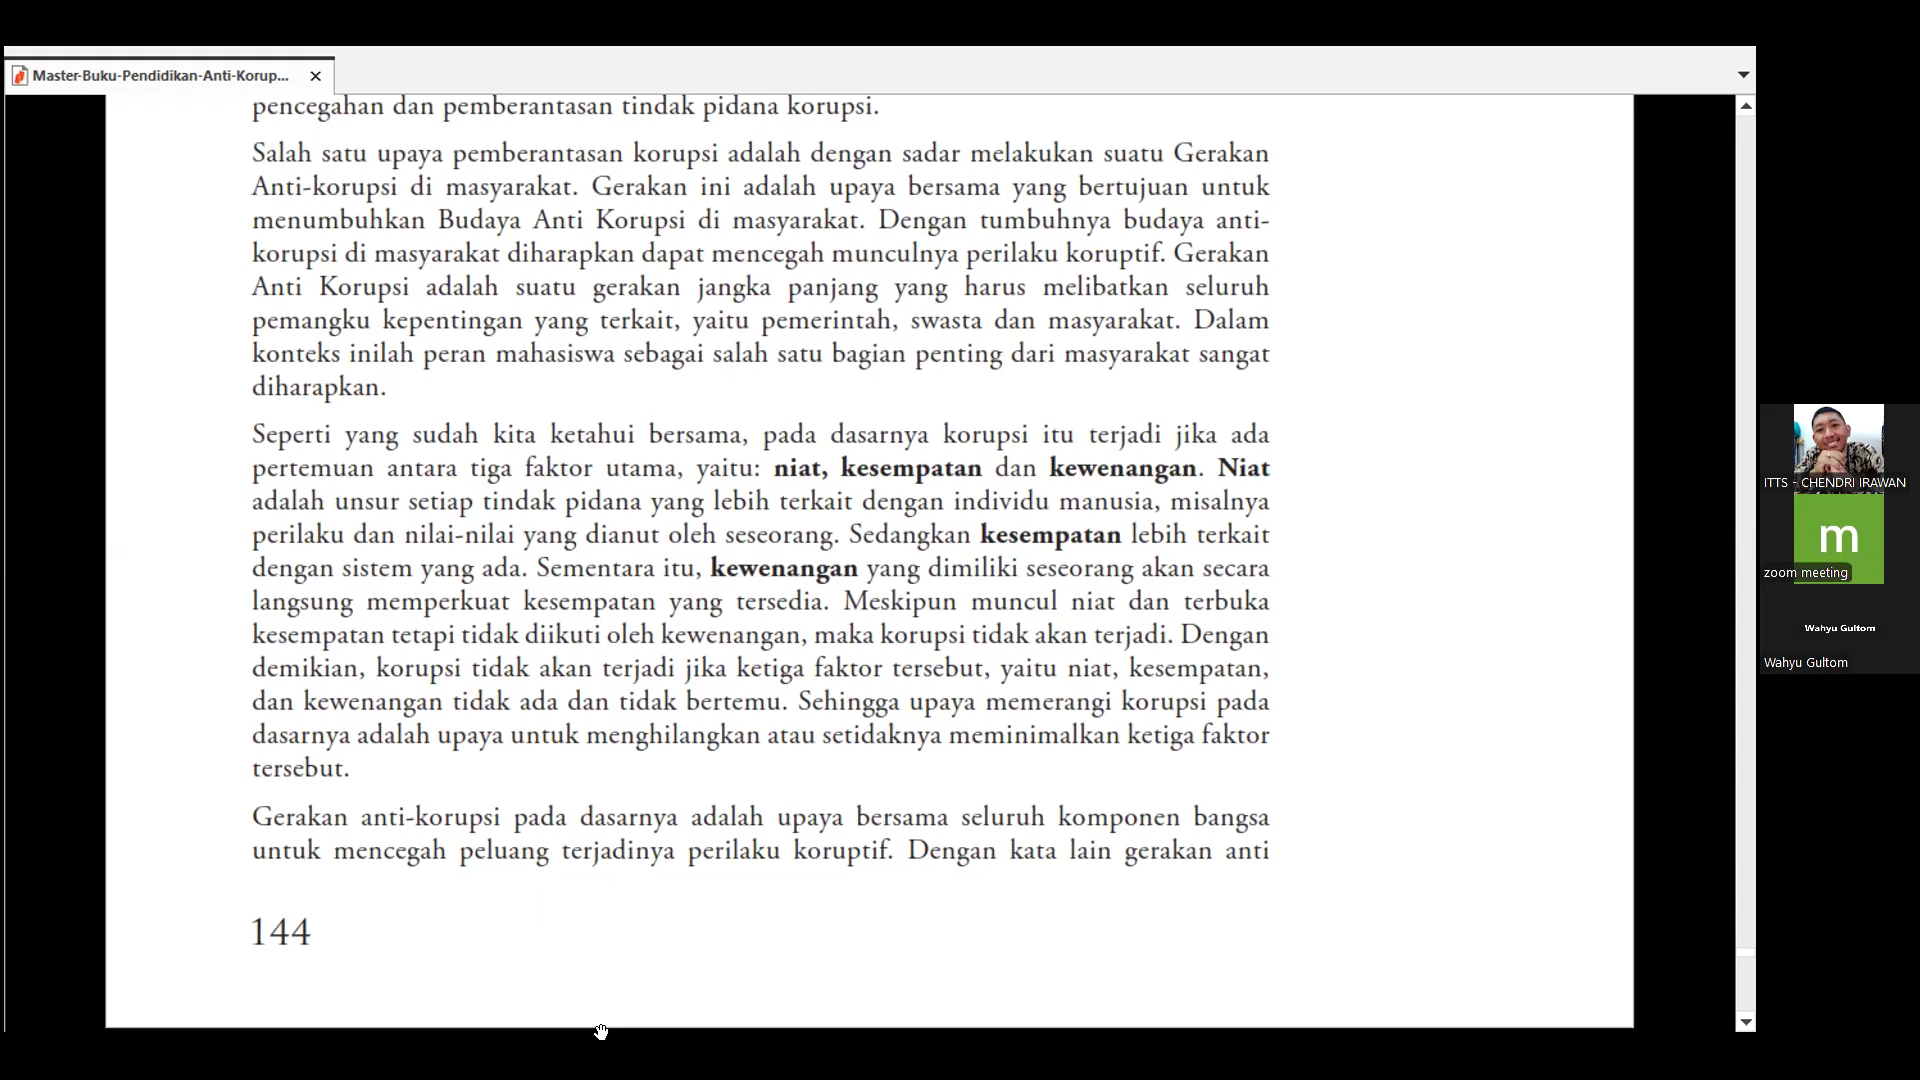 Master-Buku-Pendidikan-Anti-Korup...
pencegahan dan pemberantasan tindak pidana korupsi.
Salah satu upaya pemberantasan korupsi adalah dengan sadar melakukan suatu Gerakan
Anti-korupsi di masyarakat. Gerakan ini adalah upaya bersama yang bertujuan untuk
menumbuhkan Budaya Anti Korupsi di masyarakat. Dengan tumbuhnya budaya anti-
korupsi di masyarakat diharapkan dapat mencegah munculnya perilaku koruptif. Gerakan
Anti Korupsi adalah suatu gerakan jangka panjang yang harus melibatkan seluruh
pemangku kepentingan yang terkait, yaitu pemerintah, swasta dan masyarakat. Dalam
konteks inilah peran mahasiswa sebagai salah satu bagian penting dari masyarakat sangat
diharapkan.
Seperti yang sudah kita ketahui bersama, pada dasarnya korupsi itu terjadi jika ada
pertemuan antara tiga faktor utama, yaitu: niat, kesempatan dan kewenangan. Niat
adalah unsur setiap tindak pidana yang lebih terkait dengan individu manusia, misalnya
perilaku dan nilai-nilai yang dianut oleh seseorang. Sedangkan kesempatan lebih terkait
dengan sistem yang ada. Sementara itu, kewenangan yang dimiliki seseorang akan secara
langsung memperkuat kesempatan yang tersedia. Meskipun muncul niat dan terbuka
kesempatan tetapi tidak diikuti oleh kewenangan, maka korupsi tidak akan terjadi. Dengan
demikian, korupsi tidak akan terjadi jika ketiga faktor tersebut, yaitu niat, kesempatan,
dan kewenangan tidak ada dan tidak bertemu. Sehingga upaya memerangi korupsi pada
dasarnya adalah upaya untuk menghilangkan atau setidaknya meminimalkan ketiga faktor
tersebut.
Gerakan anti-korupsi pada dasarnya adalah upaya bersama seluruh komponen bangsa
untuk mencegah peluang terjadinya perilaku koruptif. Dengan kata lain gerakan anti
144
ITTS - CHENDRI IRAWAN
m
zoom meeting
Wahyu Gultom
Wahyu Gultom